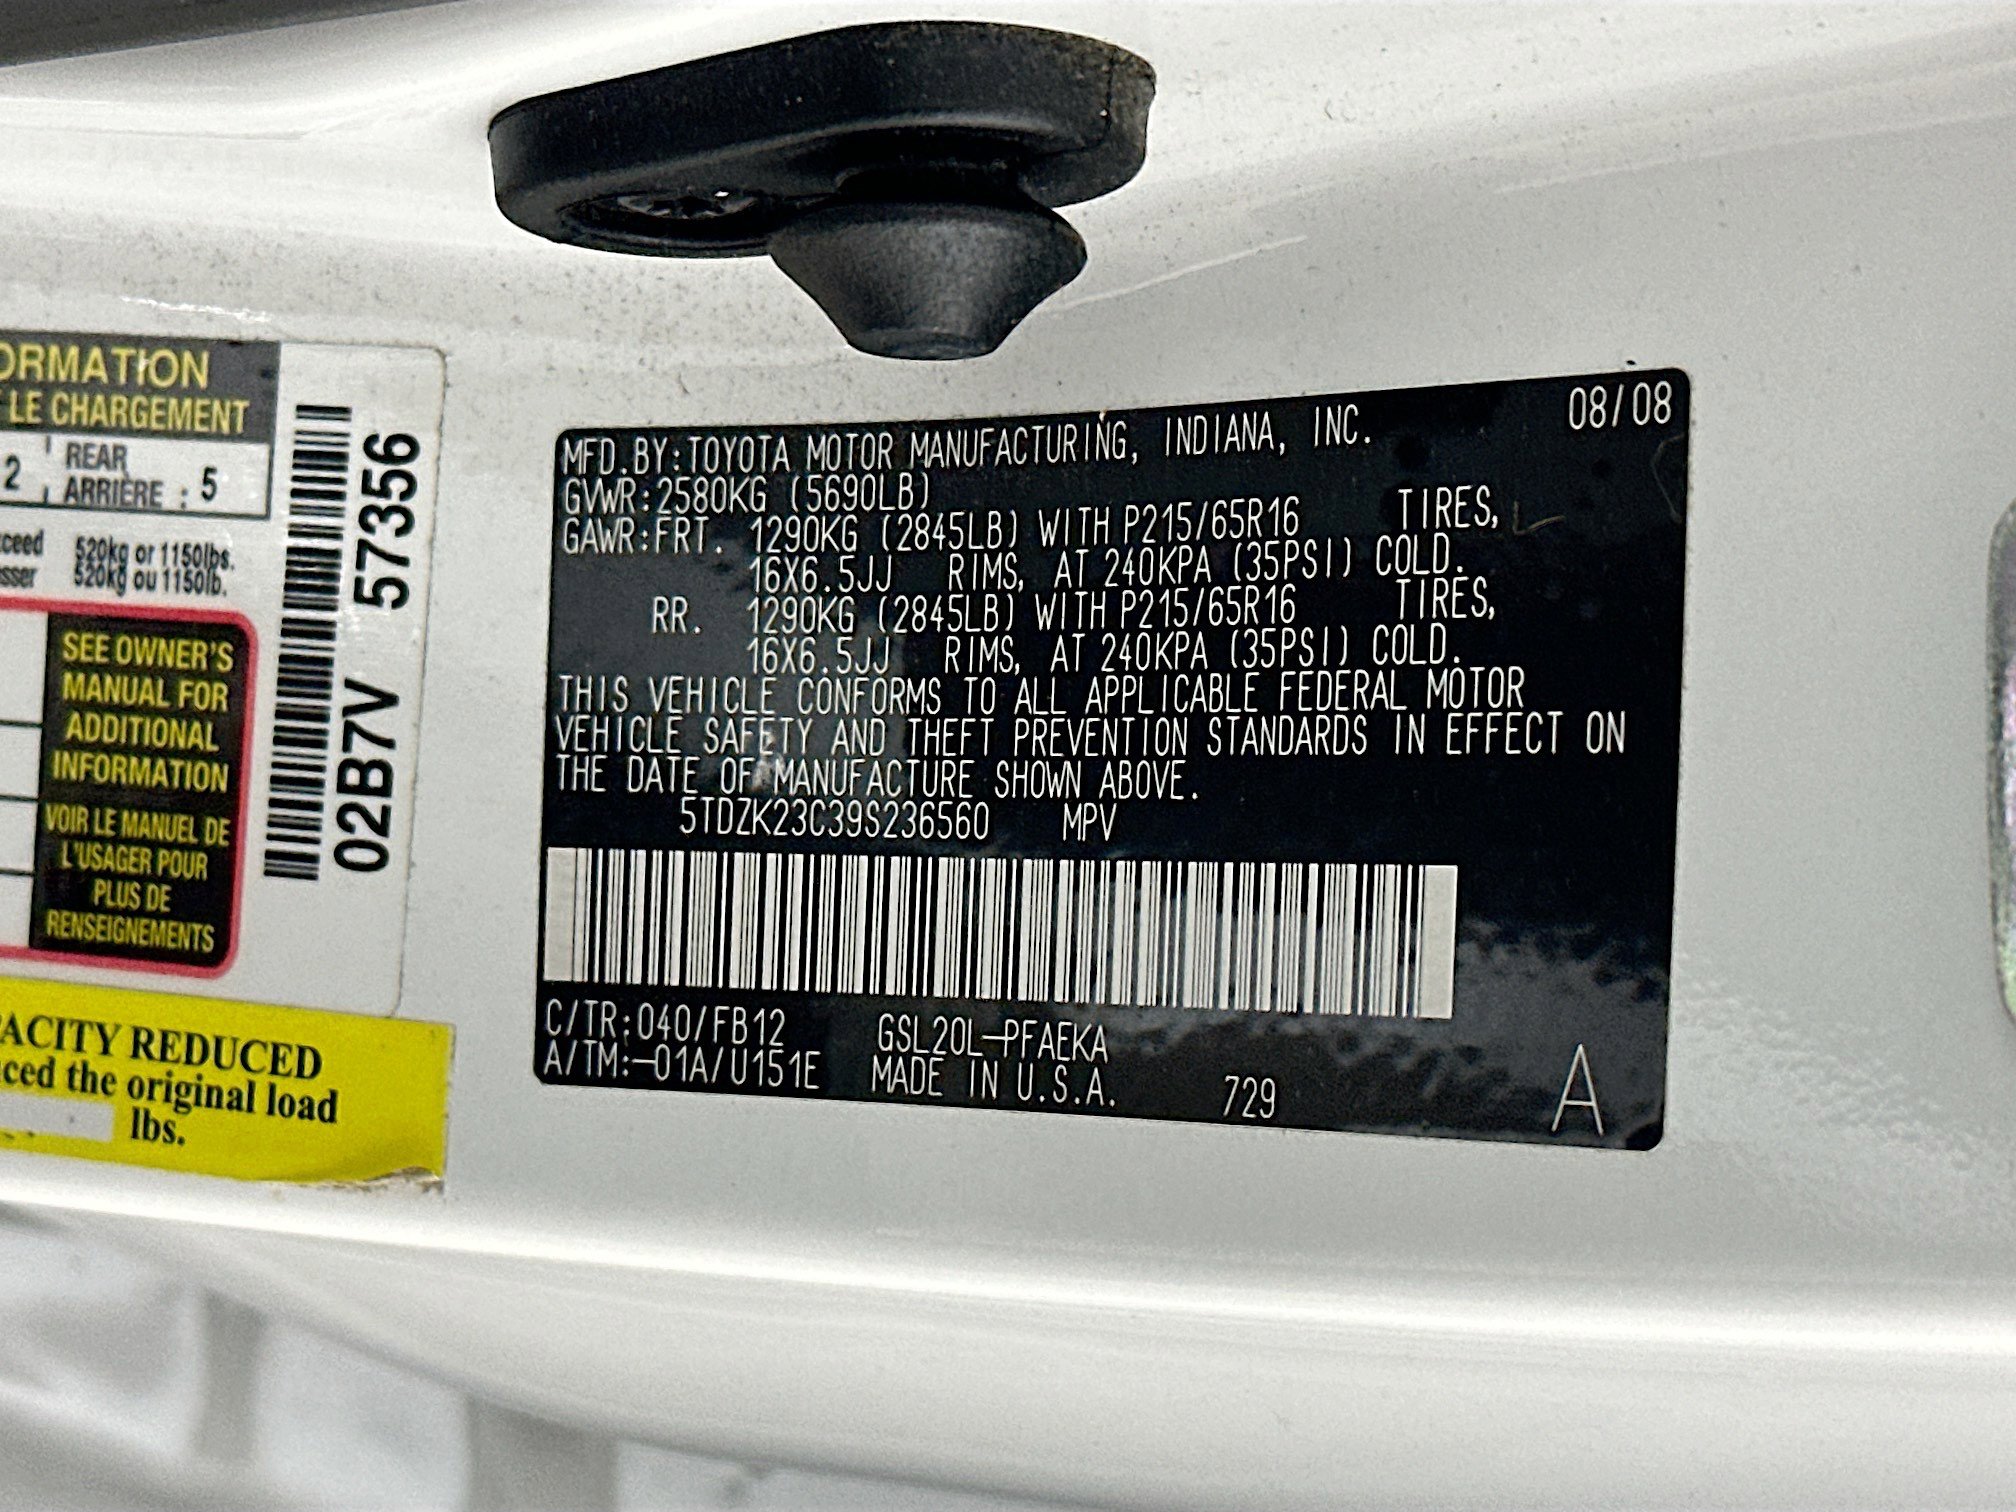 ORMATION
LE CHARGEMENT
2 REAR
ARRIÈRE : 5
xceed 520kg or 1150lbs.
sser 520kg ou 1150lb.
SEE OWNER'S
MANUAL FOR
ADDITIONAL
INFORMATION
VOIR LE MANUEL DE
L'USAGER POUR
PLUS DE
RENSEIGNEMENTS
02B7V 57356
ACITY REDUCED
ced the original load
lbs.
08/08
MFD.BY:TOYOTA MOTOR MANUFACTURING, INDIANA, INC.
GVWR:2580KG (5690LB)
GAWR:FRT. 1290KG (2845LB) WITH P215/65R16 TIRES,
16X6.5JJ RIMS, AT 240KPA (35PSI) COLD.
RR. 1290KG (2845LB) WITH P215/65R16 TIRES,
16X6.5JJ RIMS, AT 240KPA (35PSI) COLD.
THIS VEHICLE CONFORMS TO ALL APPLICABLE FEDERAL MOTOR
VEHICLE SAFETY AND THEFT PREVENTION STANDARDS IN EFFECT ON
THE DATE OF MANUFACTURE SHOWN ABOVE.
5TDZK23C39S236560 MPV
C/TR:040/FB12 GSL20L-PFAEKA
A/TM:-01A/U151E MADE IN U.S.A. 729 A